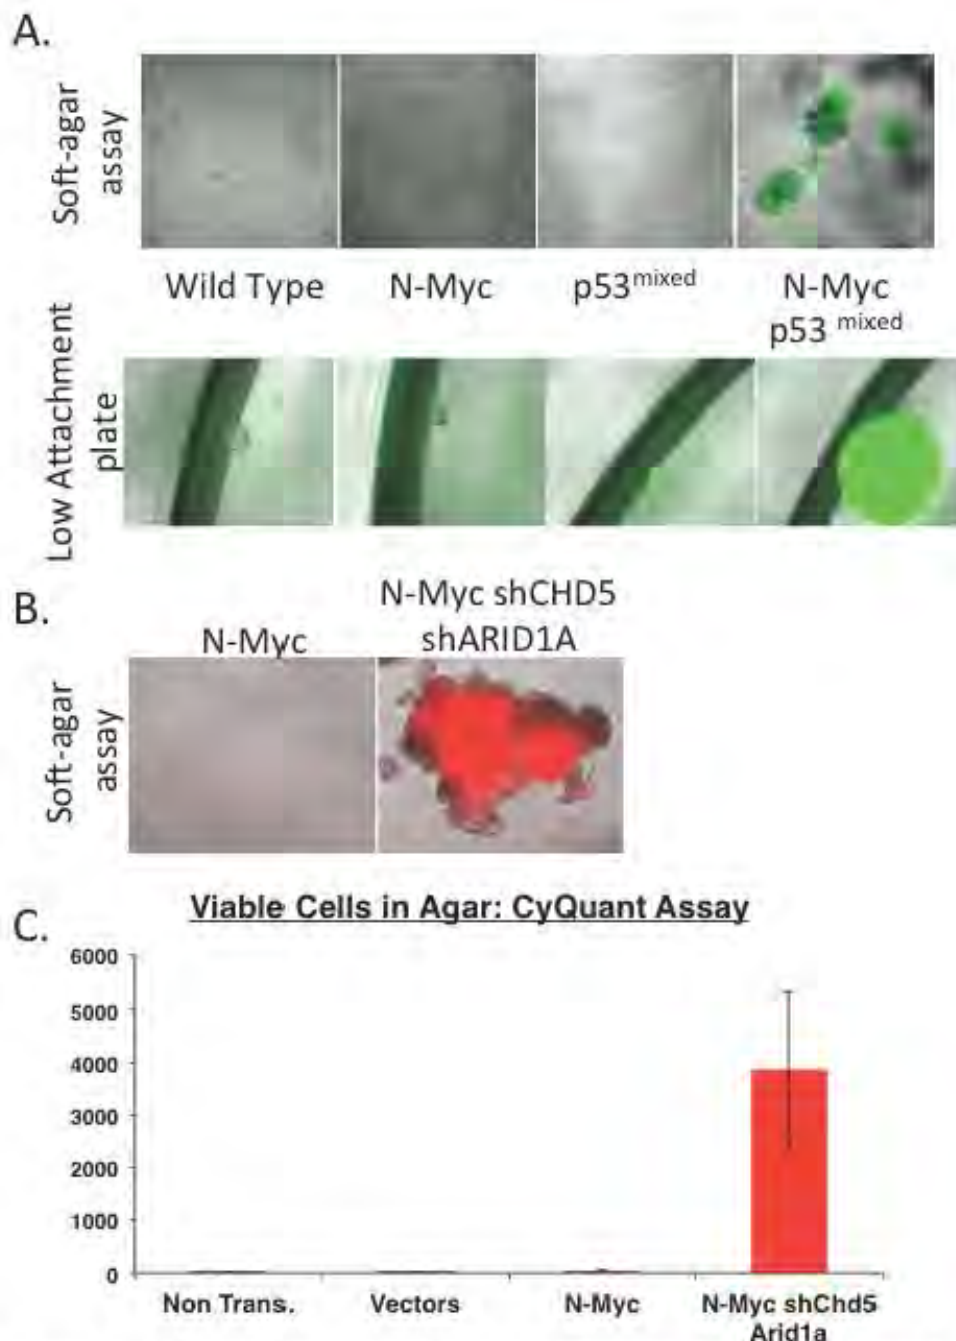 A.
Soft-agar
assay
Wild Type
N-Myc
p53mixed
N-Myc
p53 mixed
Low Attachment
plate
B.
N-Myc
N-Myc shCHD5
shARID1A
Soft-agar
assay
C.
Viable Cells in Agar: CyQuant Assay
6000
5000
4000
3000
2000
1000
0
Non Trans.
Vectors
N-Myc
N-Myc shChd5
Arid1a